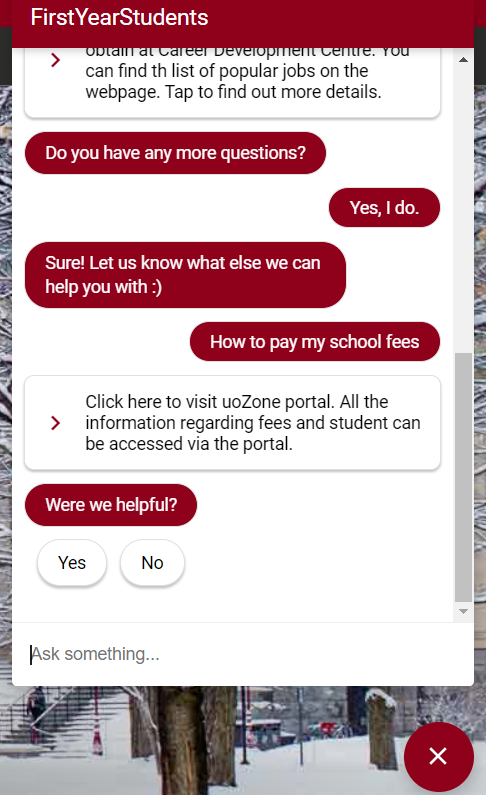 FirstYearStudents
obtain at Career Development Centre. You
can find th list of popular jobs on the
webpage. Tap to find out more details.
Do you have any more questions?
Yes, I do.
Sure! Let us know what else we can
help you with :)
How to pay my school fees
Click here to visit uoZone portal. All the
information regarding fees and student can
be accessed via the portal.
Were we helpful?
Yes
No
Ask something...